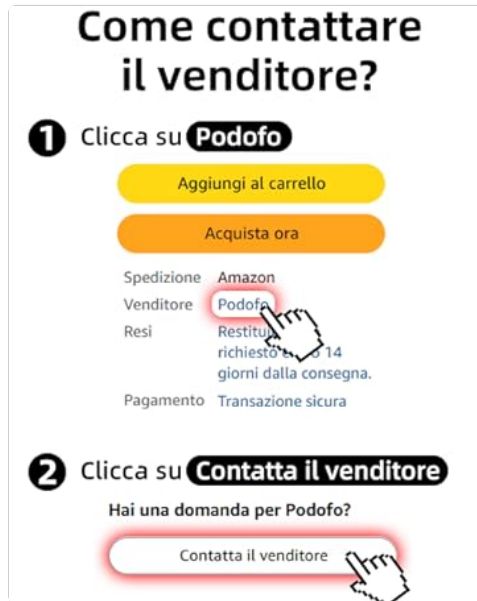 Come contattare
il venditore?
1 Clicca su Podofo
Aggiungi al carrello
Acquista ora
Spedizione Amazon
Venditore Podofo
Resi
richiesto 14
giorni dalla consegna.
Pagamento Transazione sicura
2 Clicca su Contatta il venditore
Hai una domanda per Podofo?
Contatta il venditore